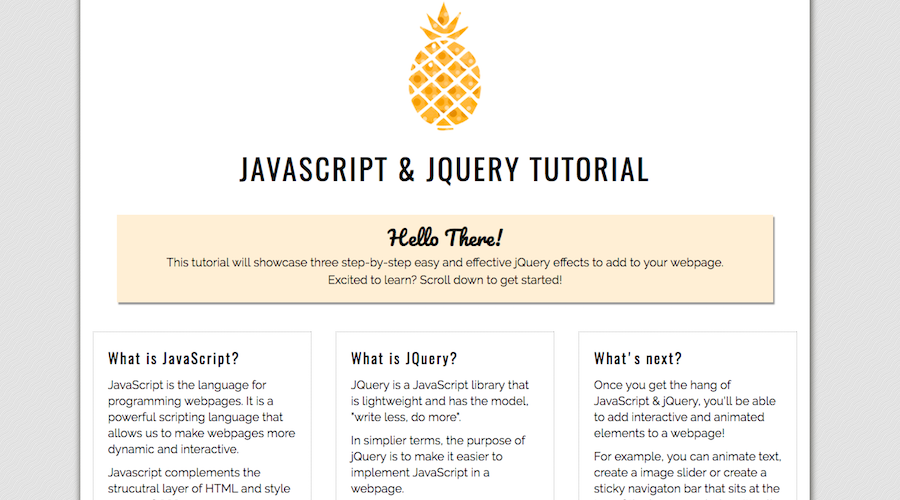 JAVASCRIPT & JQUERY TUTORIAL
Hello There!
This tutorial will showcase three step-by-step easy and effective jQuery effects to add to your webpage.
Excited to learn? Scroll down to get started!
What is JavaScript?
JavaScript is the language for
programming webpages. It is a
powerful scripting language that
allows us to make webpages more
dynamic and interactive.
Javascript complements the
strucutral layer of HTML and style
What is JQuery?
JQuery is a JavaScript library that
is lightweight and has the model,
"write less, do more".
In simplier terms, the purpose of
jQuery is to make it easier to
implement JavaScript in a
webpage.
What's next?
Once you get the hang of
JavaScript & jQuery, you'll be able
to add interactive and animated
elements to a webpage!
For example, you can animate text,
create a image slider or create a
sticky navigaton bar that sits at the